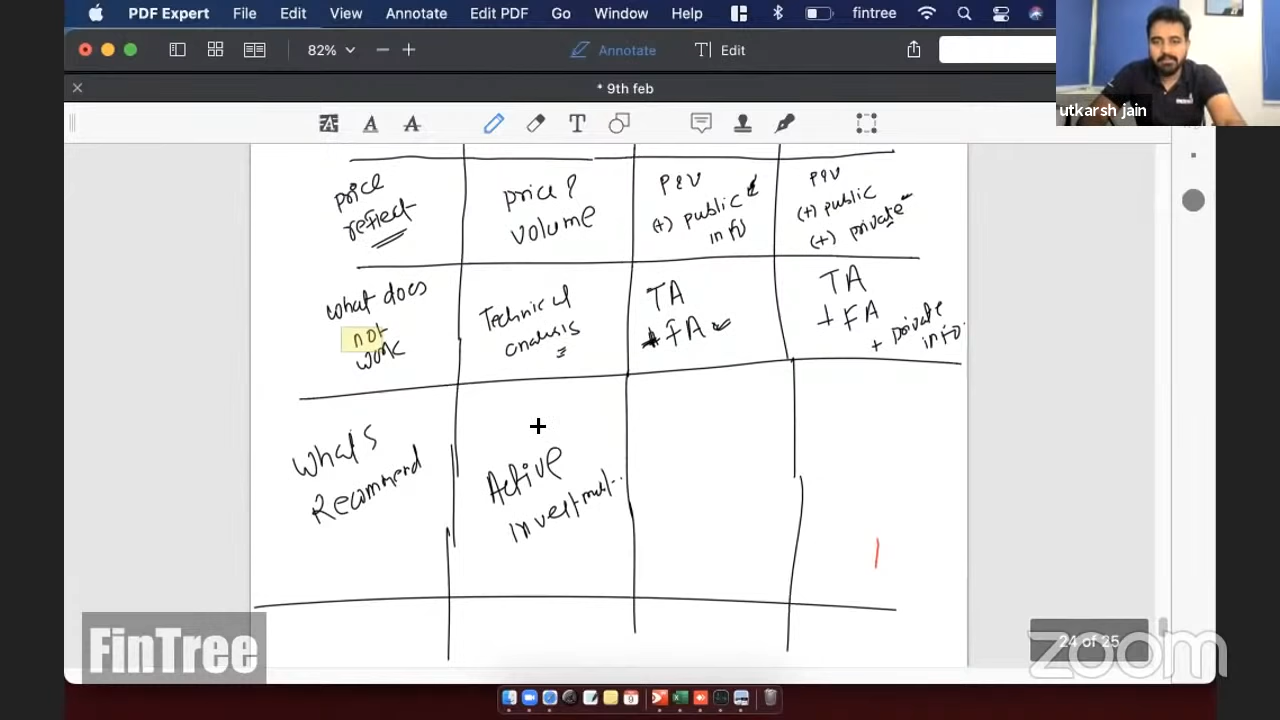 PDF Expert File Edit View Annotate Edit PDF Go Window Help fintree
82% Annotate Edit
utkarsh jain
* 9th feb
price
reflect
price &
volume
P&V
(+) public
info
P&V
(+) public
(+) private
what does
not
work
Technical
analysis
TA
+ FA
TA
+ FA
+ private
info
What's
Recommend
Active
investment..
FinTree
24 of 25
zoom